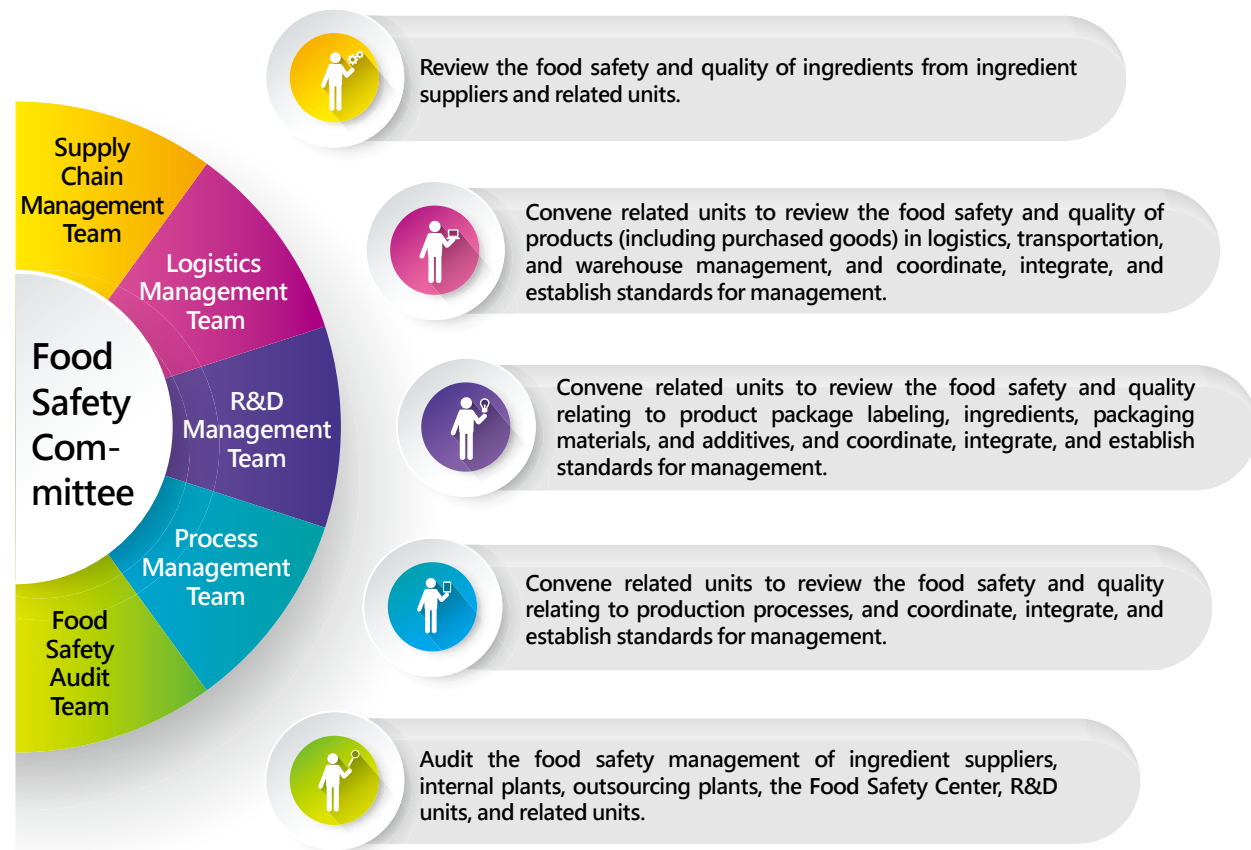 Supply
Chain
Management
Team
Review the food safety and quality of ingredients from ingredient
suppliers and related units.
Logistics
Management
Team
Convene related units to review the food safety and quality of
products (including purchased goods) in logistics, transportation,
and warehouse management, and coordinate, integrate, and
establish standards for management.
Food
Safety
Com-
mittee
R&D
Management
Team
Convene related units to review the food safety and quality
relating to product package labeling, ingredients, packaging
materials, and additives, and coordinate, integrate, and establish
standards for management.
Process
Management
Team
Convene related units to review the food safety and quality
relating to production processes, and coordinate, integrate, and
establish standards for management.
Food
Safety
Audit
Team
Audit the food safety management of ingredient suppliers,
internal plants, outsourcing plants, the Food Safety Center, R&D
units, and related units.